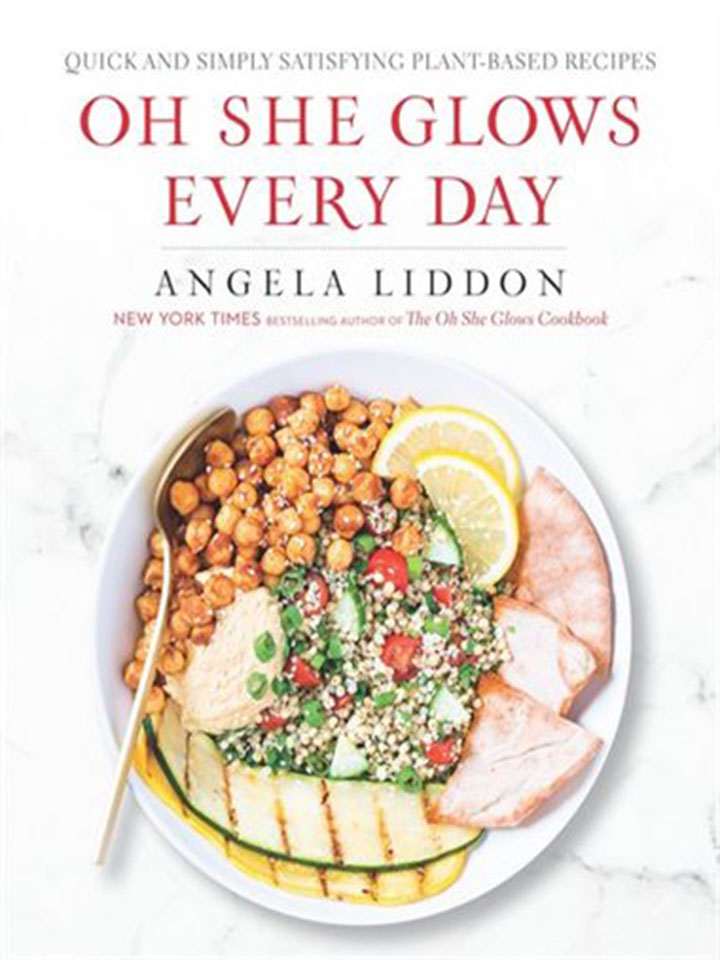 QUICK AND SIMPLY SATISFYING PLANT-BASED RECIPES
OH SHE GLOWS
EVERY DAY
ANGELA LIDDON
NEW YORK TIMES BESTSELLING AUTHOR OF The Oh She Glows Cookbook